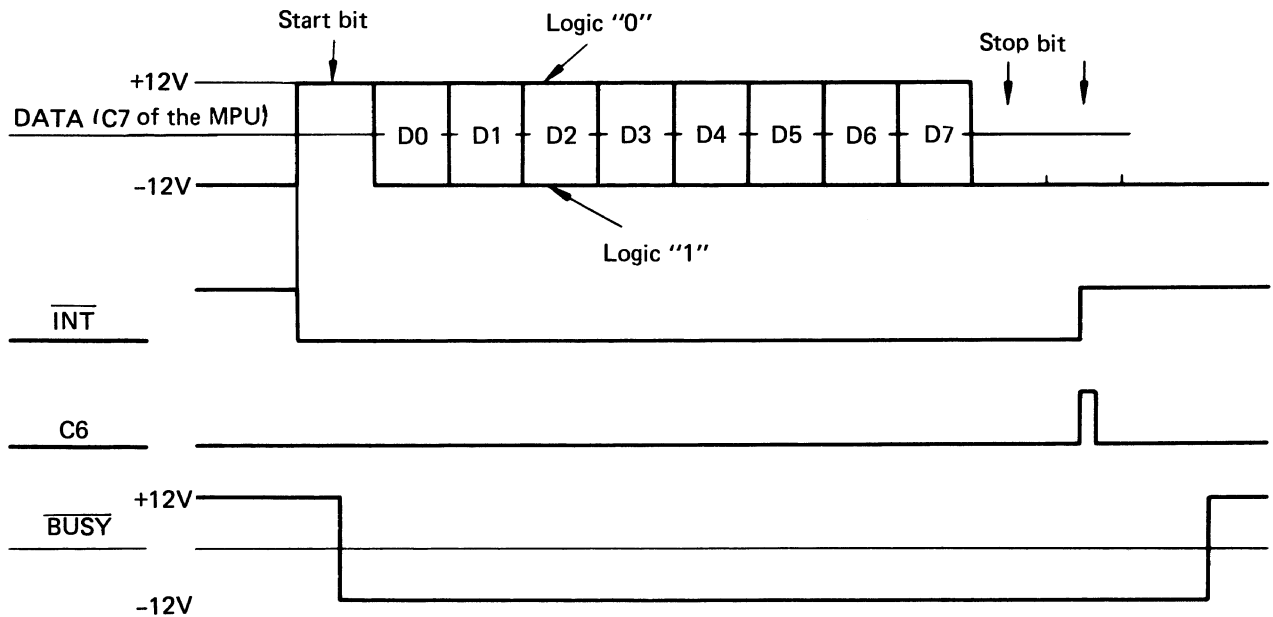 Start bit
Logic "0"
Stop bit
+12V
DATA (C7 of the MPU)
D0 D1 D2 D3 D4 D5 D6 D7
-12V
Logic "1"
INT
C6
+12V
BUSY
-12V